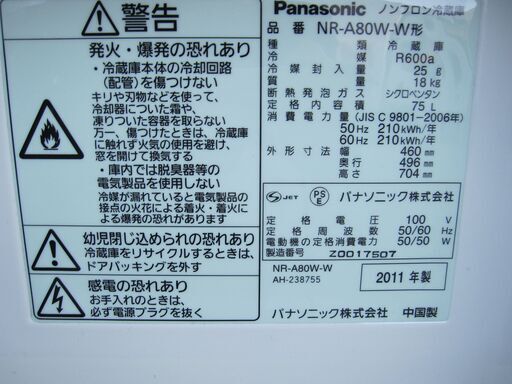 警告
発火・爆発の恐れあり
・冷蔵庫本体の冷却回路
(配管)を傷つけない
キリや刃物などを使って、
冷却器についた霜や、
凍りついた容器を取らない
万一、傷つけたときは、冷蔵庫
に触れず火気の使用を避け、
窓を開けて換気する
・庫内では脱臭器等の
電気製品を使用しない
冷媒が漏れていると電気製品の
接点の火花による着火・着火に
よる爆発の恐れがあります
幼児閉じ込められの恐れあり
冷蔵庫をリサイクルするときは、
ドアパッキングを外す
感電の恐れあり
お手入れのときは、
必ず電源プラグを抜く
Panasonic ノンフロン冷蔵庫
品番 NR-A80W-W形
種類 冷蔵庫
冷媒 R600a
冷媒封入量 25g
質量 18kg
断熱発泡ガス シクロペンタン
定格内容積 75L
消費電力量(JIS C 9801-2006年)
50Hz 210kWh/年
60Hz 210kWh/年
外形寸法 幅 460mm
奥行 496mm
高さ 704mm
S JET PS E パナソニック株式会社
定格電圧 100V
定格周波数 50/60Hz
電動機の定格消費電力 50/50W
製造番号 Z0017507
NR-A80W-W
AH-238755
2011年製
パナソニック株式会社 中国製